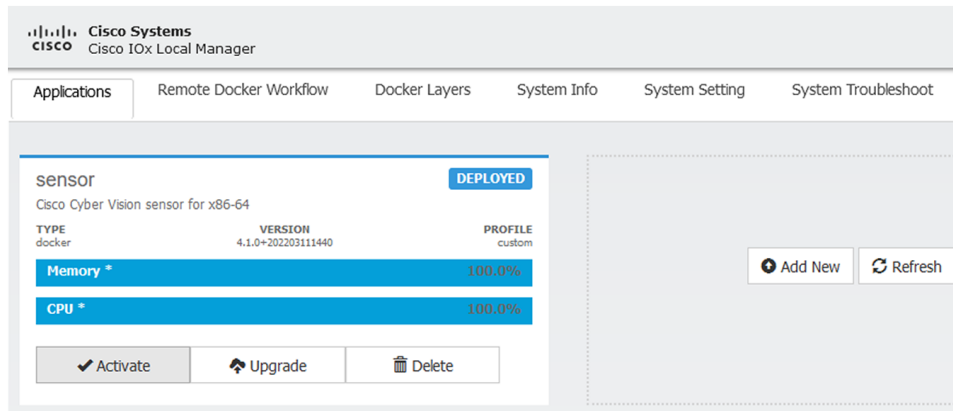 Cisco Systems
CISCO Cisco IOx Local Manager
Applications Remote Docker Workflow Docker Layers System Info System Setting System Troubleshoot
sensor DEPLOYED
Cisco Cyber Vision sensor for x86-64
TYPE VERSION PROFILE
docker 4.1.0+202203111440 custom
Memory * 100.0%
Add New Refresh
CPU * 100.0%
Activate Upgrade Delete